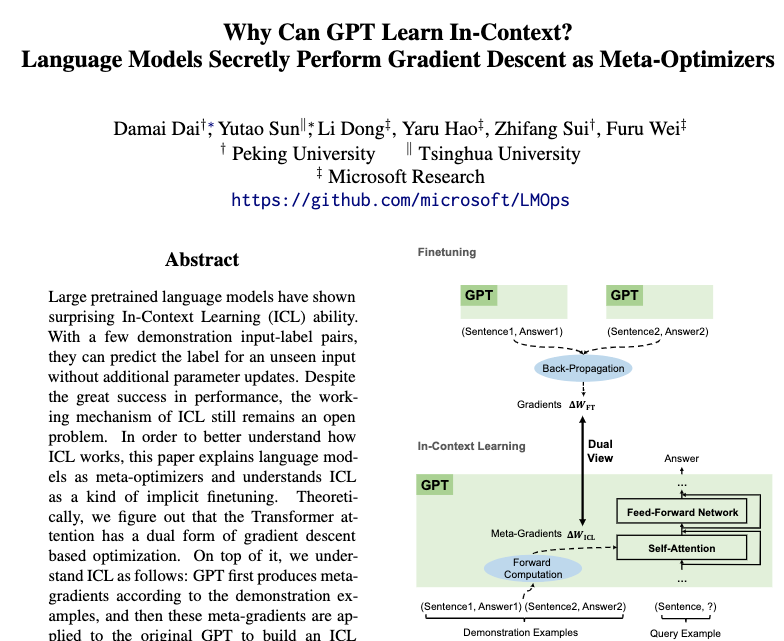 Why Can GPT Learn In-Context?
Language Models Secretly Perform Gradient Descent as Meta-Optimizers
Damai Dai†*, Yutao Sun∥*, Li Dong‡, Yaru Hao‡, Zhifang Sui†, Furu Wei‡
† Peking University ∥ Tsinghua University
‡ Microsoft Research
https://github.com/microsoft/LMOps
Abstract
Large pretrained language models have shown
surprising In-Context Learning (ICL) ability.
With a few demonstration input-label pairs,
they can predict the label for an unseen input
without additional parameter updates. Despite
the great success in performance, the work-
ing mechanism of ICL still remains an open
problem. In order to better understand how
ICL works, this paper explains language mod-
els as meta-optimizers and understands ICL
as a kind of implicit finetuning. Theoreti-
cally, we figure out that the Transformer at-
tention has a dual form of gradient descent
based optimization. On top of it, we under-
stand ICL as follows: GPT first produces meta-
gradients according to the demonstration ex-
amples, and then these meta-gradients are ap-
plied to the original GPT to build an ICL
Finetuning
GPT GPT
(Sentence1, Answer1) (Sentence2, Answer2)
Back-Propagation
Gradients ΔW_FT
In-Context Learning
Dual
View
Answer
GPT
...
Feed-Forward Network
Meta-Gradients ΔW_ICL
Self-Attention
Forward
Computation
...
(Sentence1, Answer1) (Sentence2, Answer2) (Sentence, ?)
Demonstration Examples Query Example